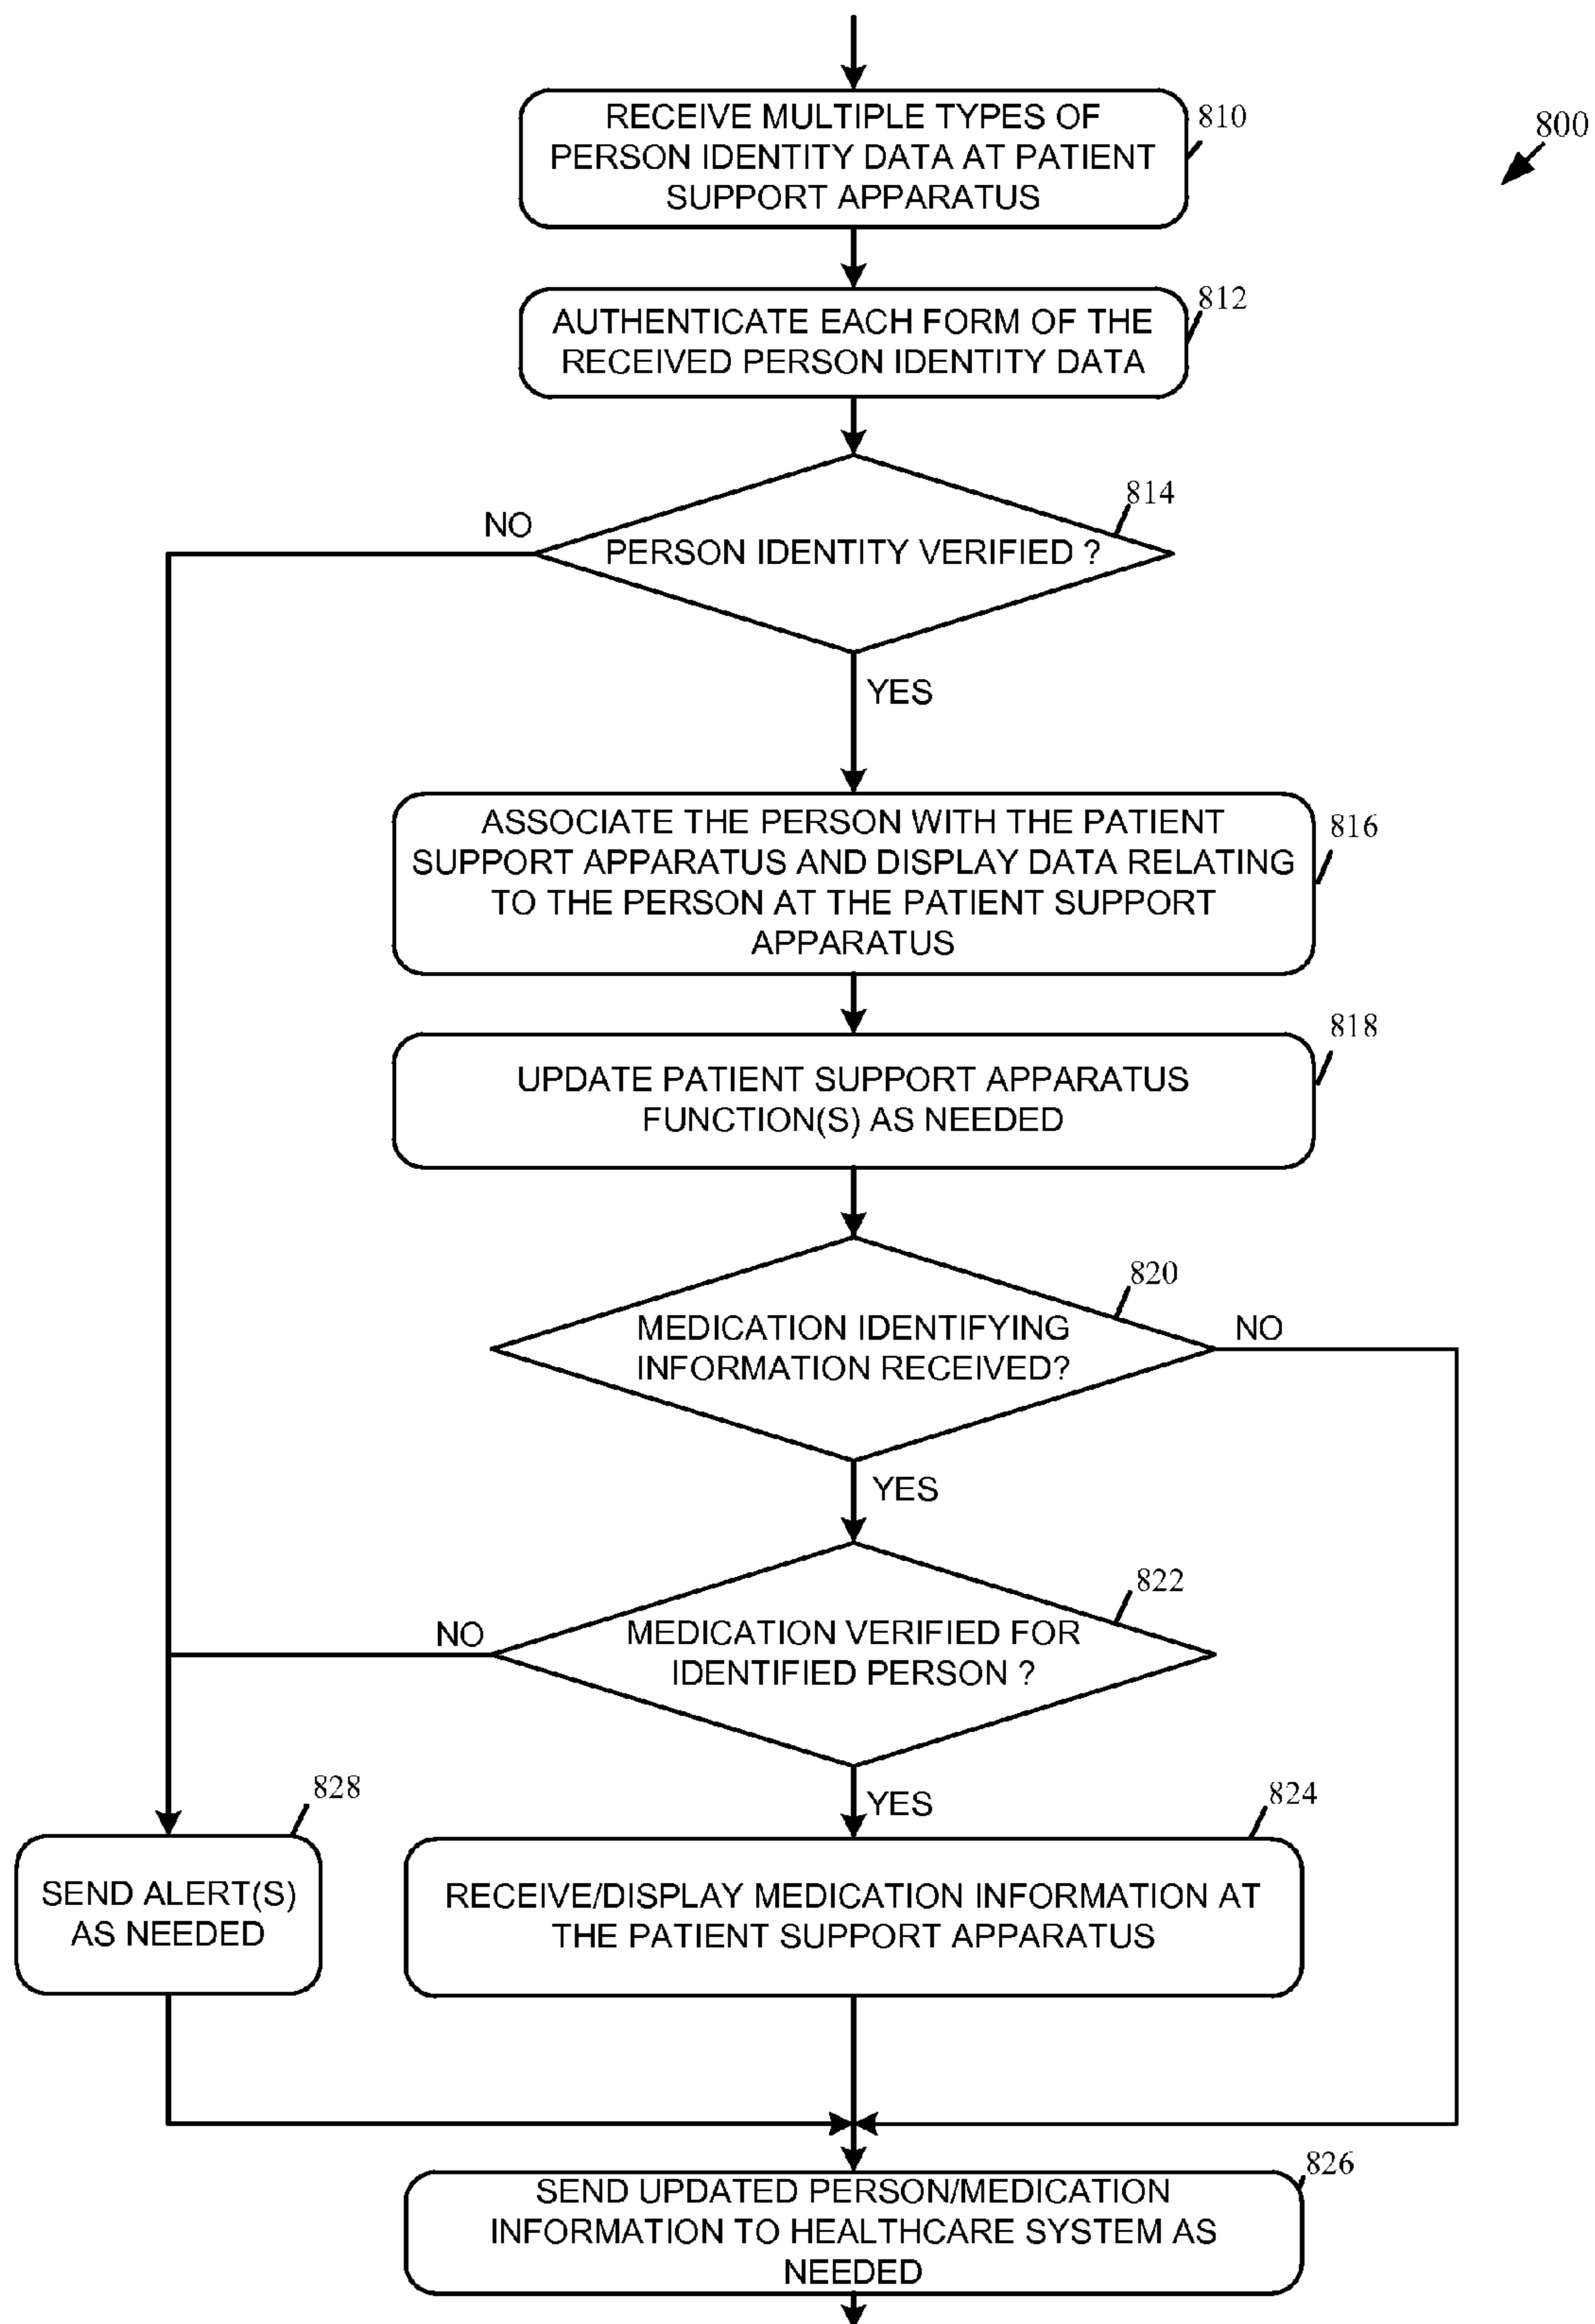 RECEIVE MULTIPLE TYPES OF
PERSON IDENTITY DATA AT PATIENT
SUPPORT APPARATUS
810
800
AUTHENTICATE EACH FORM OF THE
RECEIVED PERSON IDENTITY DATA
812
PERSON IDENTITY VERIFIED ?
814
NO
YES
ASSOCIATE THE PERSON WITH THE PATIENT
SUPPORT APPARATUS AND DISPLAY DATA RELATING
TO THE PERSON AT THE PATIENT SUPPORT
APPARATUS
816
UPDATE PATIENT SUPPORT APPARATUS
FUNCTION(S) AS NEEDED
818
MEDICATION IDENTIFYING
INFORMATION RECEIVED?
820
NO
YES
MEDICATION VERIFIED FOR
IDENTIFIED PERSON ?
822
NO
YES
SEND ALERT(S)
AS NEEDED
828
RECEIVE/DISPLAY MEDICATION INFORMATION AT
THE PATIENT SUPPORT APPARATUS
824
SEND UPDATED PERSON/MEDICATION
INFORMATION TO HEALTHCARE SYSTEM AS
NEEDED
826